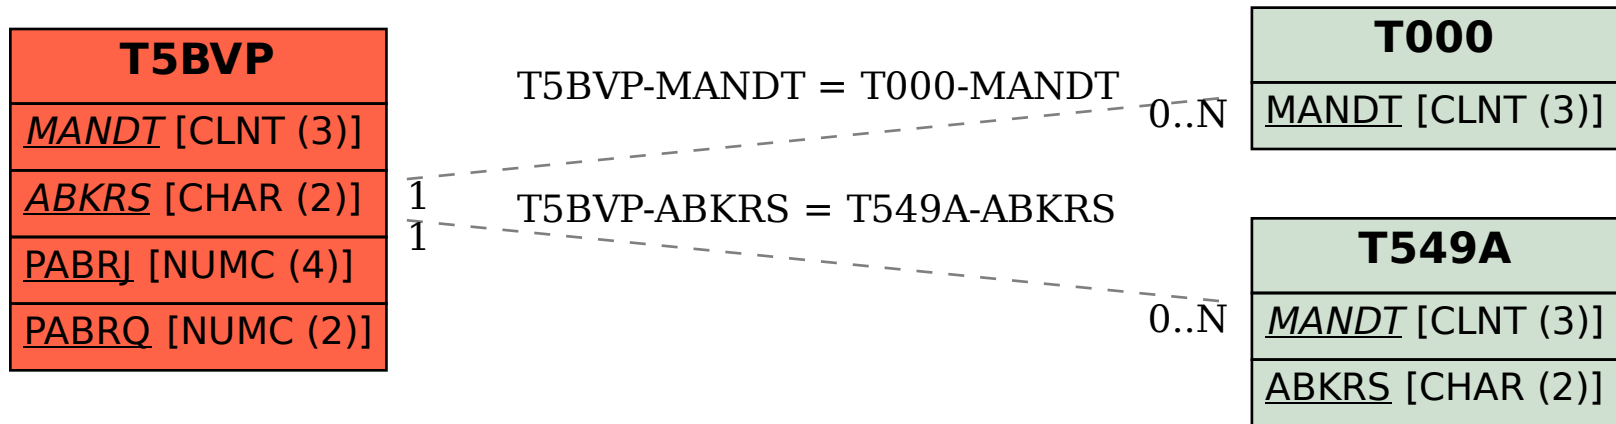 T5BVP
MANDT [CLNT (3)]
ABKRS [CHAR (2)]
PABRJ [NUMC (4)]
PABRQ [NUMC (2)]
T5BVP-MANDT = T000-MANDT
0..N
1
T5BVP-ABKRS = T549A-ABKRS
1
0..N
T000
MANDT [CLNT (3)]
T549A
MANDT [CLNT (3)]
ABKRS [CHAR (2)]